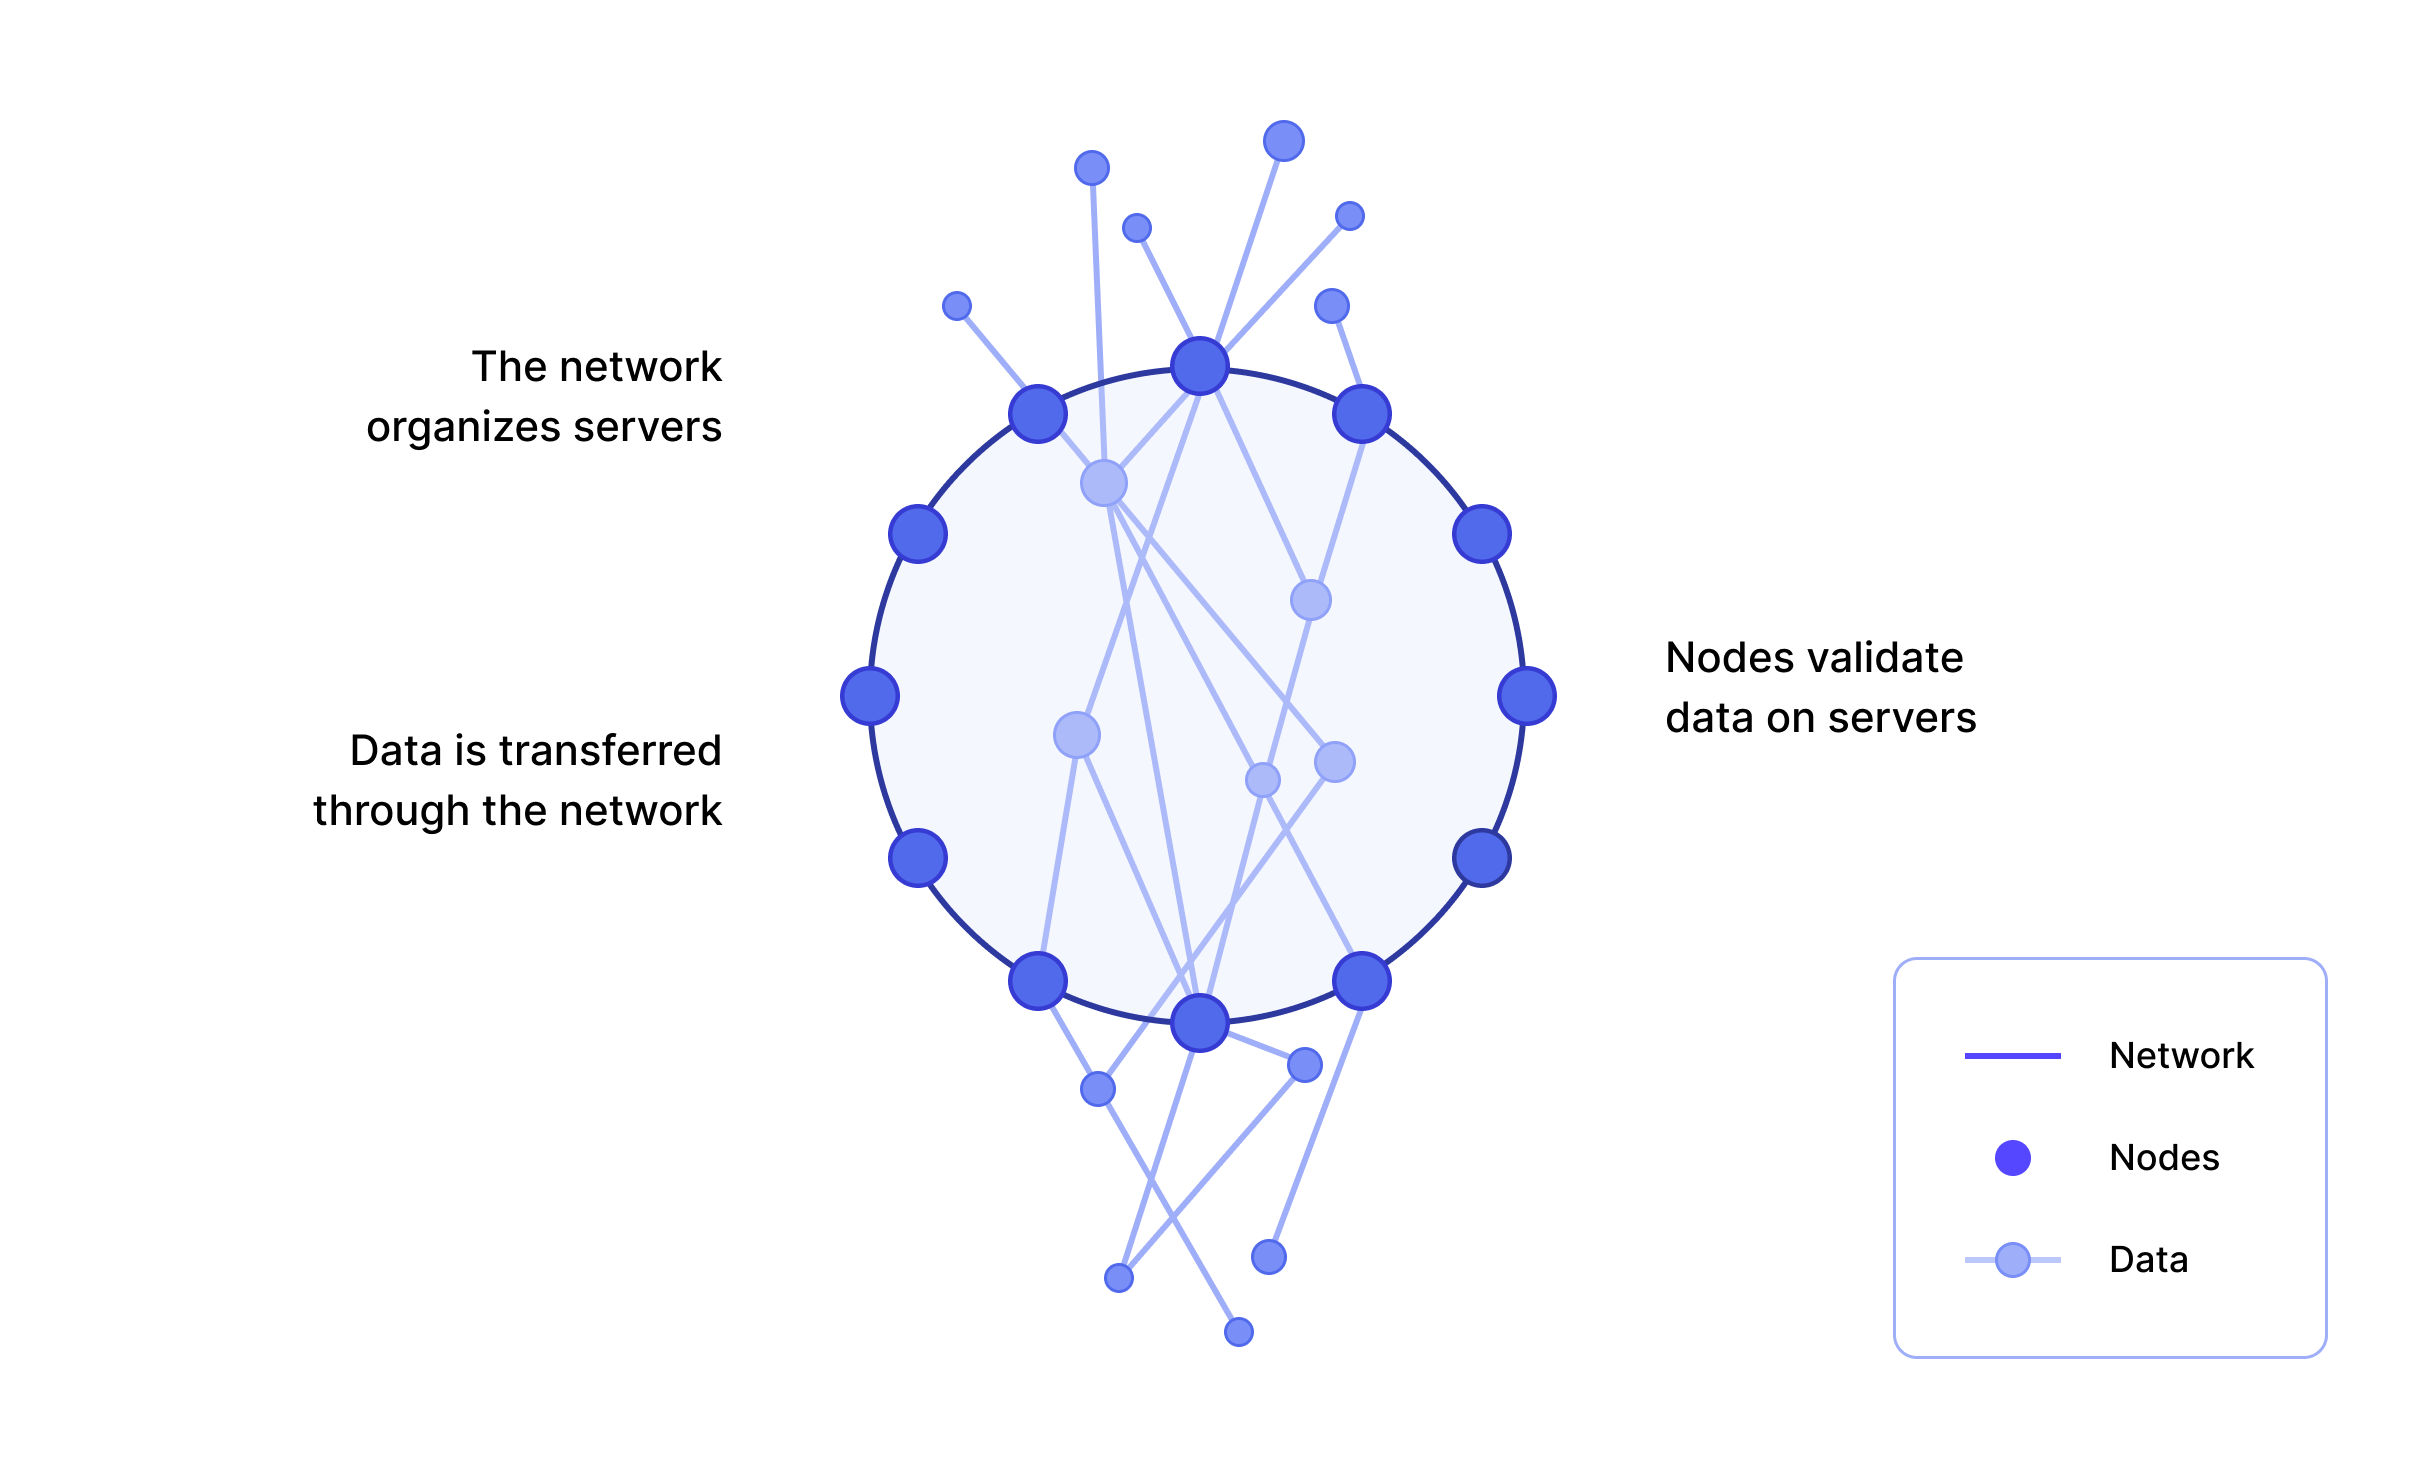 The network
organizes servers
Data is transferred
through the network
Nodes validate
data on servers
Network
Nodes
Data